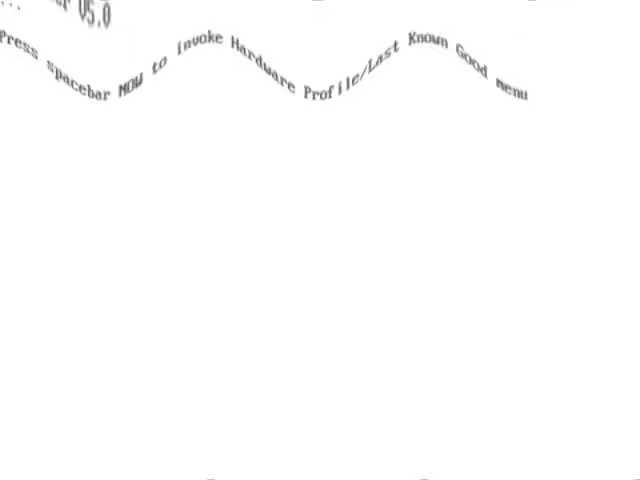 V5.0
...
Press spacebar NOW to invoke Hardware Profile/Last Known Good menu